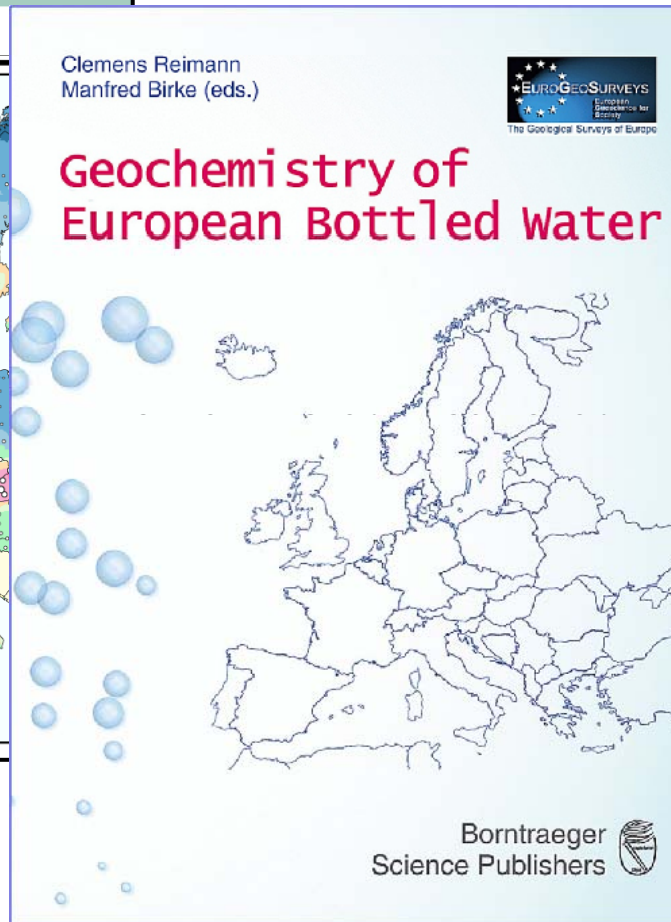 Clemens Reimann
Manfred Birke (eds.)
EUROGEOSURVEYS
European
Geoscience for
Society
The Geological Surveys of Europe
Geochemistry of
European Bottled Water
Borntraeger
Science Publishers